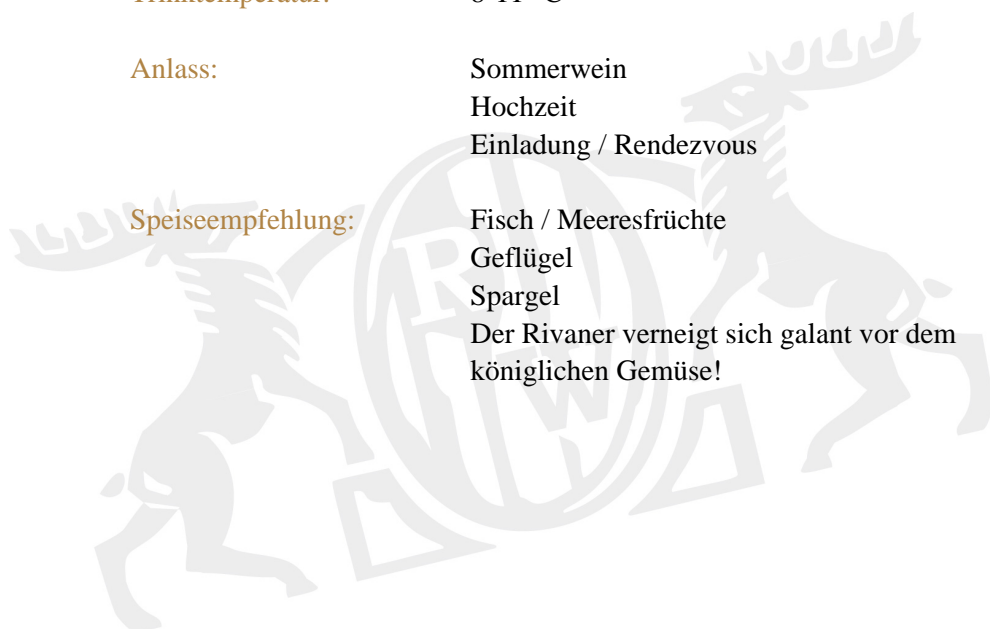 Trinktemperatur:
Anlass: Sommerwein
Hochzeit
Einladung / Rendezvous
Speiseempfehlung: Fisch / Meeresfrüchte
Geflügel
Spargel
Der Rivaner verneigt sich galant vor dem
königlichen Gemüse!
R
W